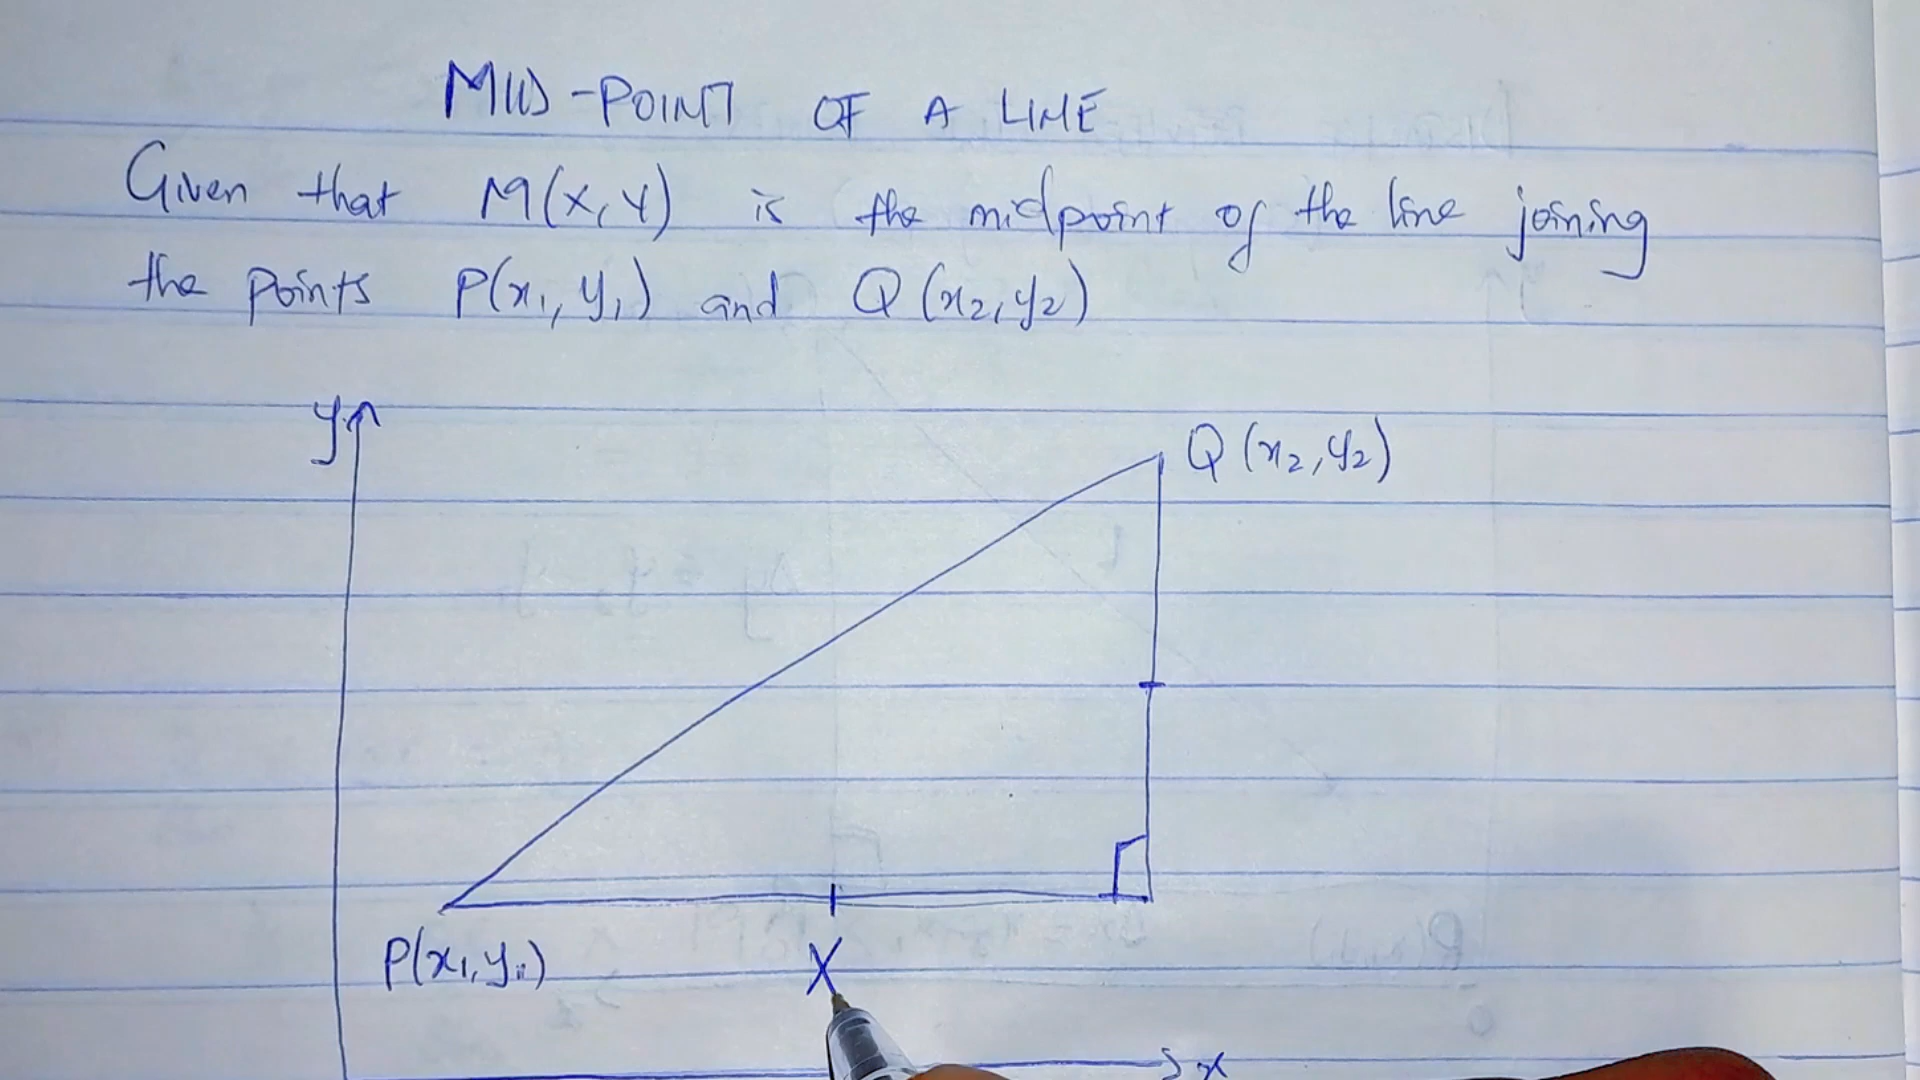 MID-POINT OF A LINE
Given that M(X, Y) is the midpoint of the line joining
the points P(x₁, y₁) and Q(x₂, y₂)
y
Q(x₂, y₂)
P(x₁, y₁)
X
x